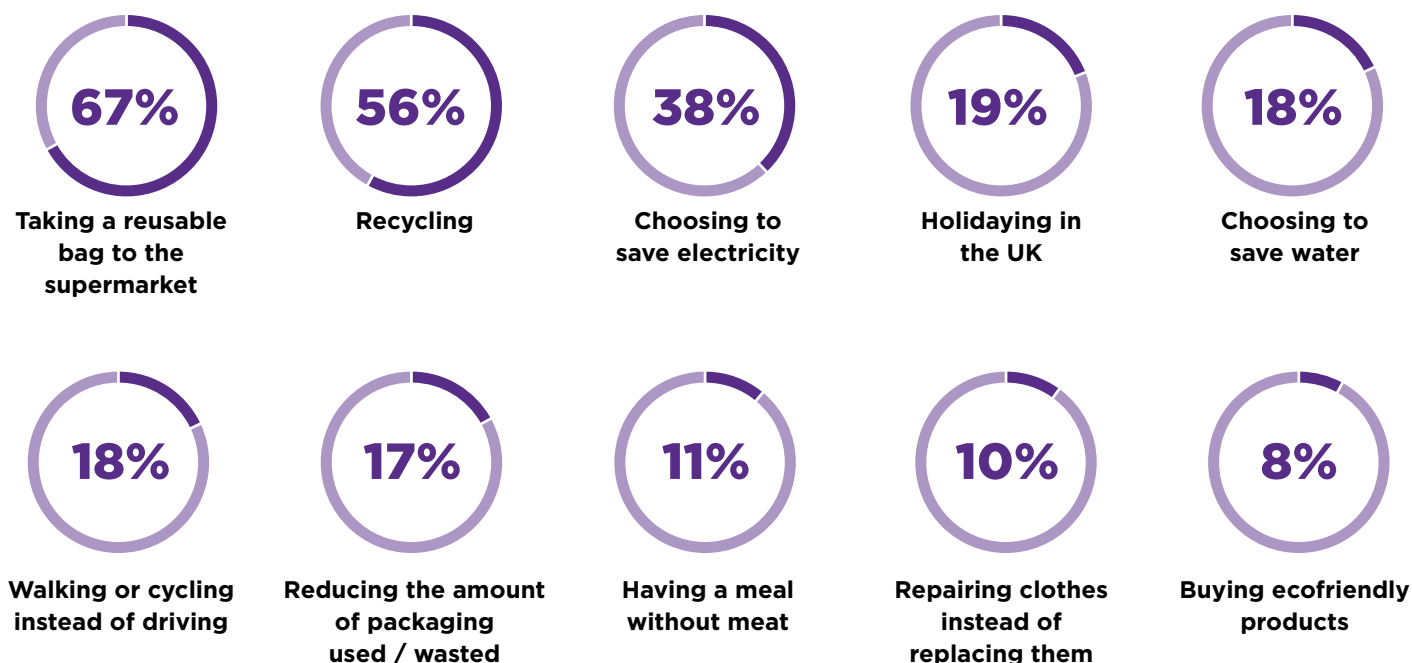 67%
56%
38%
19%
18%
Taking a reusable
bag to the
supermarket
Recycling
Choosing to
save electricity
Holidaying in
the UK
Choosing to
save water
18%
17%
11%
10%
8%
Walking or cycling
instead of driving
Reducing the amount
of packaging
used / wasted
Having a meal
without meat
Repairing clothes
instead of
replacing them
Buying ecofriendly
products